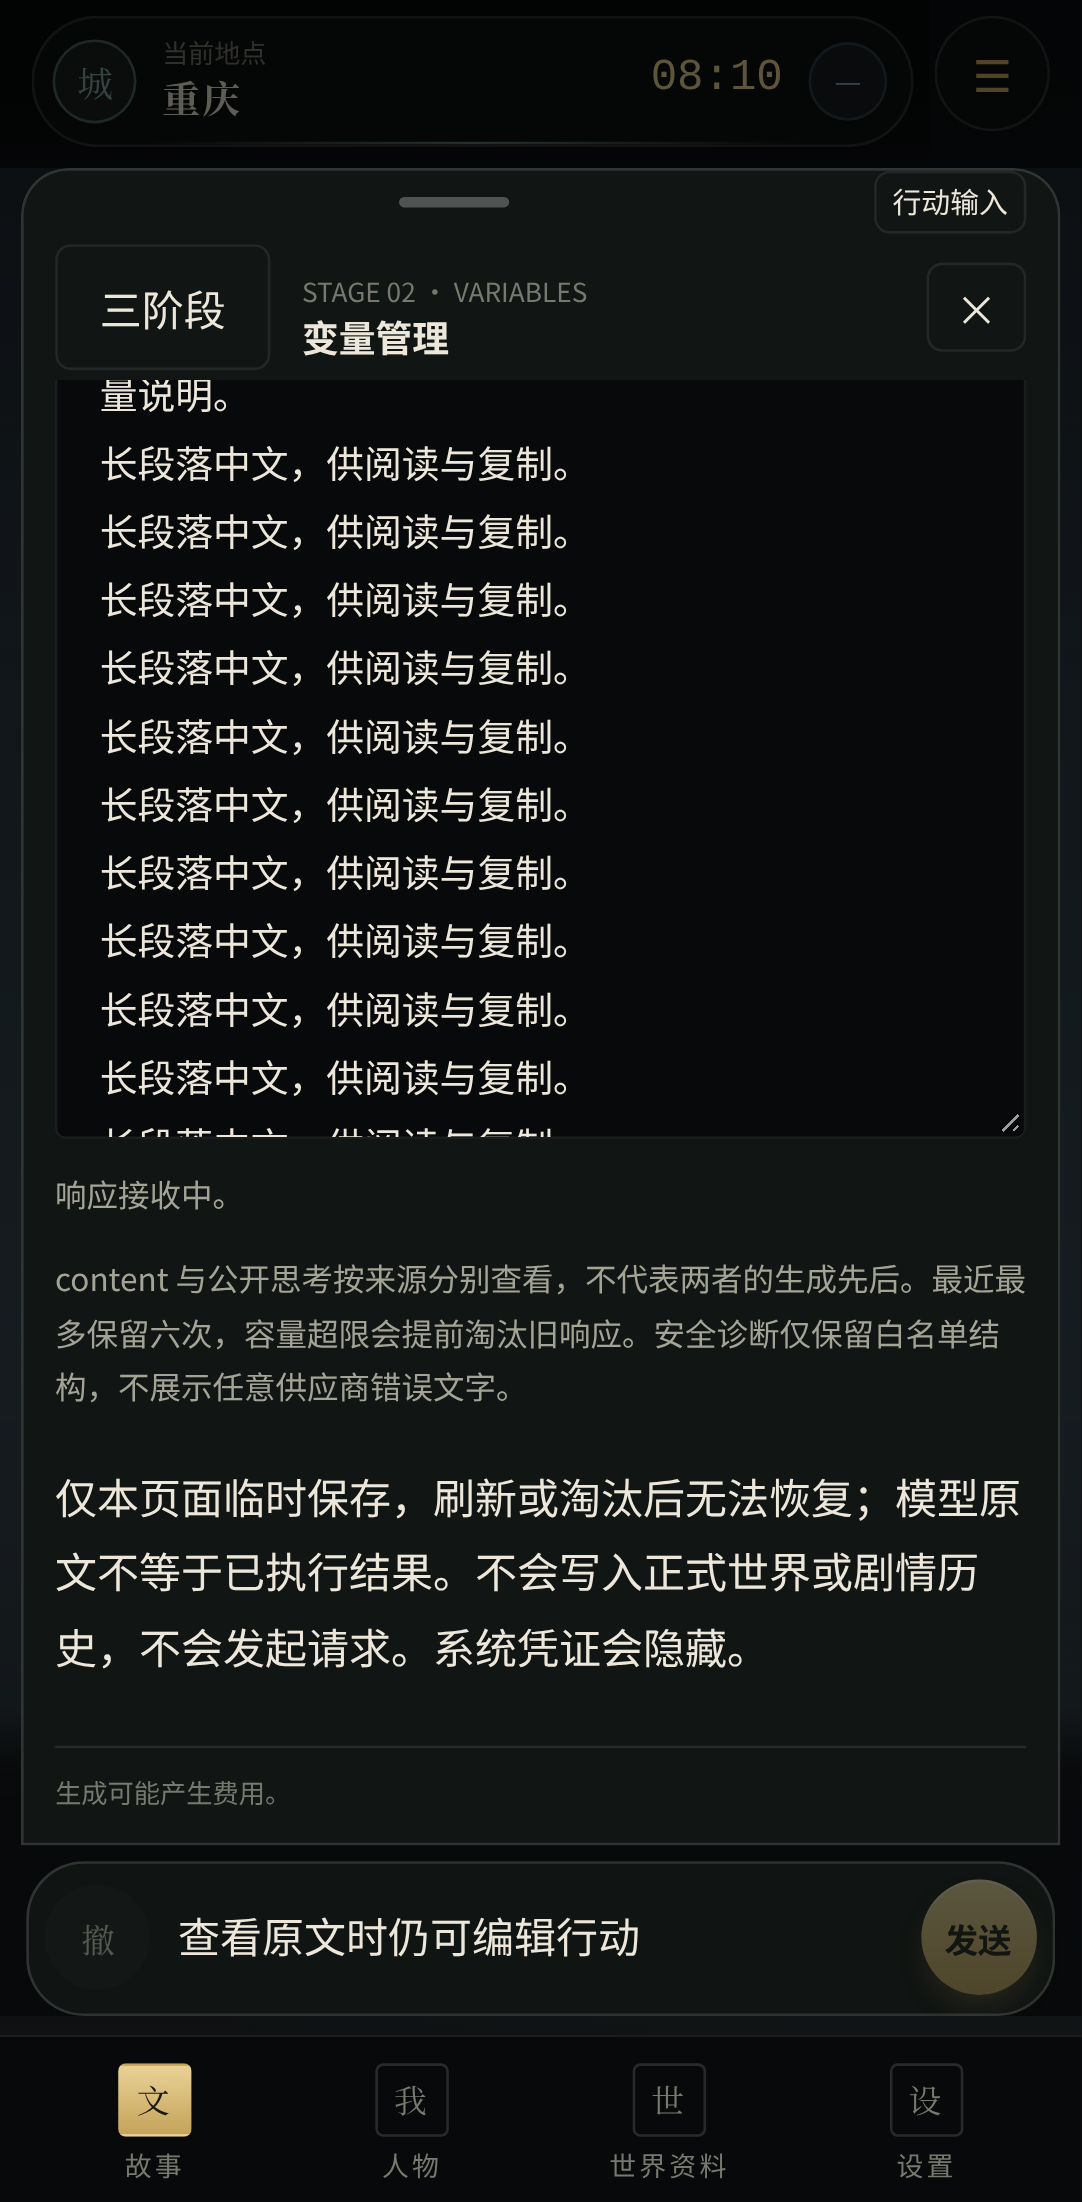 城
当前地点
重庆
08:10
—
☰
行动输入
三阶段
STAGE 02 · VARIABLES
变量管理
×
量说明。
长段落中文，供阅读与复制。
长段落中文，供阅读与复制。
长段落中文，供阅读与复制。
长段落中文，供阅读与复制。
长段落中文，供阅读与复制。
长段落中文，供阅读与复制。
长段落中文，供阅读与复制。
长段落中文，供阅读与复制。
长段落中文，供阅读与复制。
长段落中文，供阅读与复制。
长段落中文，供阅读与复制。
响应接收中。
content 与公开思考按来源分别查看，不代表两者的生成先后。最近最
多保留六次，容量超限会提前淘汰旧响应。安全诊断仅保留白名单结
构，不展示任意供应商错误文字。
仅本页面临时保存，刷新或淘汰后无法恢复；模型原
文不等于已执行结果。不会写入正式世界或剧情历
史，不会发起请求。系统凭证会隐藏。
生成可能产生费用。
撤
查看原文时仍可编辑行动
发送
文
故事
我
人物
世
世界资料
设
设置